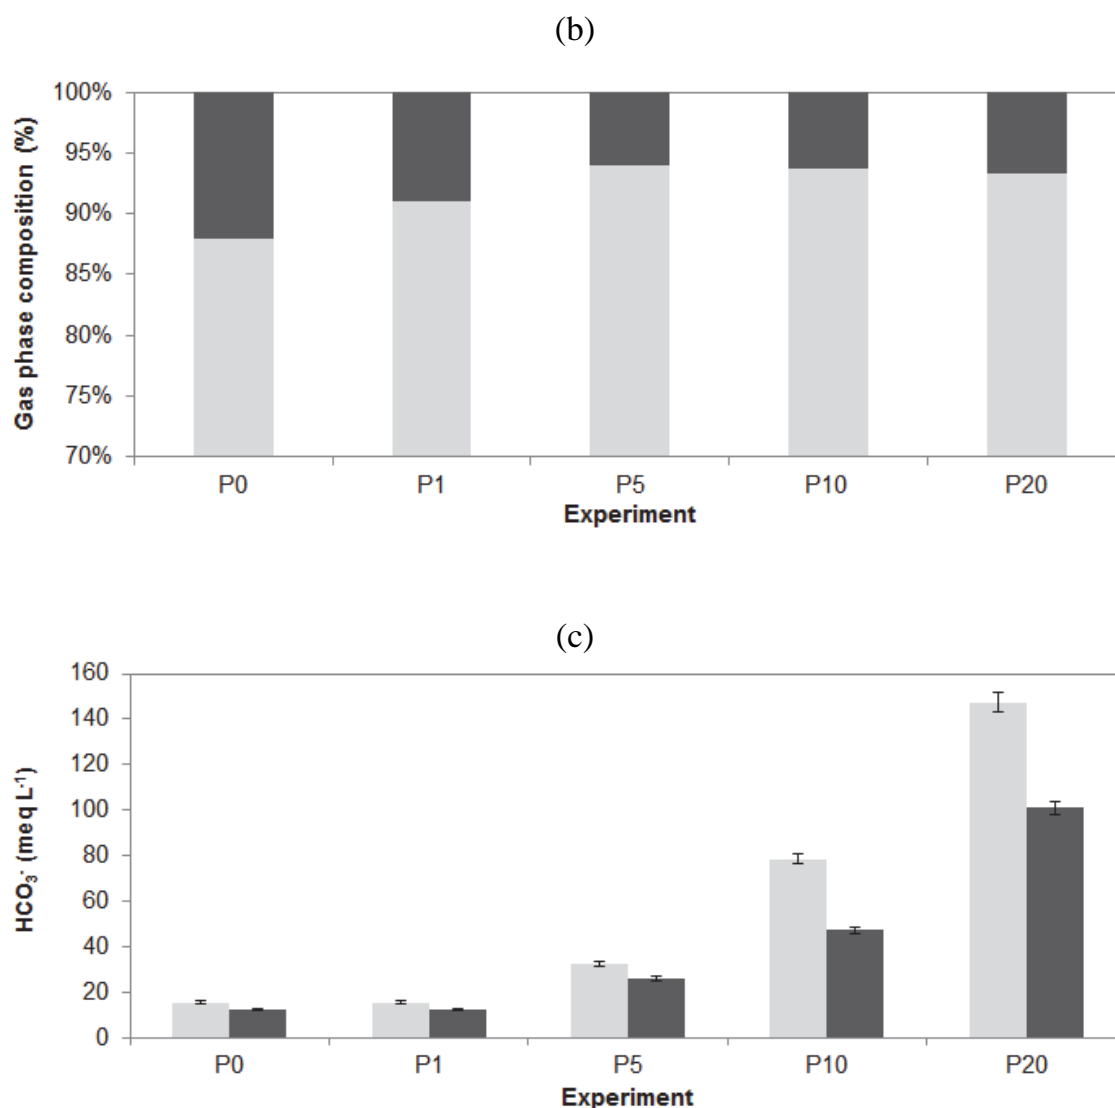 (b)
Gas phase composition (%)
100%
95%
90%
85%
80%
75%
70%
P0 P1 P5 P10 P20
Experiment
(c)
HCO₃⁻ (meq L⁻¹)
160
140
120
100
80
60
40
20
0
P0 P1 P5 P10 P20
Experiment